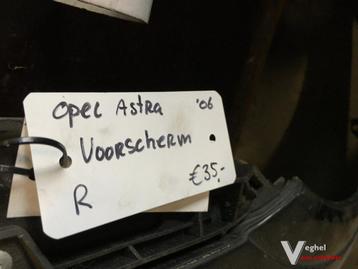 Opel Astra '06
Voorscherm
R €35,-
Veghel